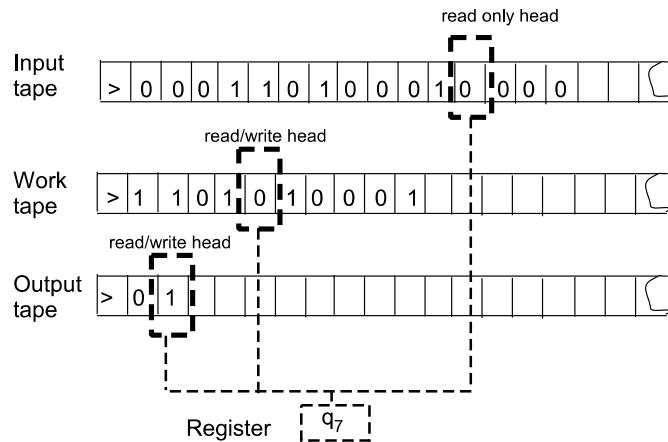 read only head
Input tape
> 0 0 0 1 1 0 1 0 0 0 1 0 0 0 0
read/write head
Work tape
> 1 1 0 1 0 1 0 0 0 1
read/write head
Output tape
> 0 1
Register q7